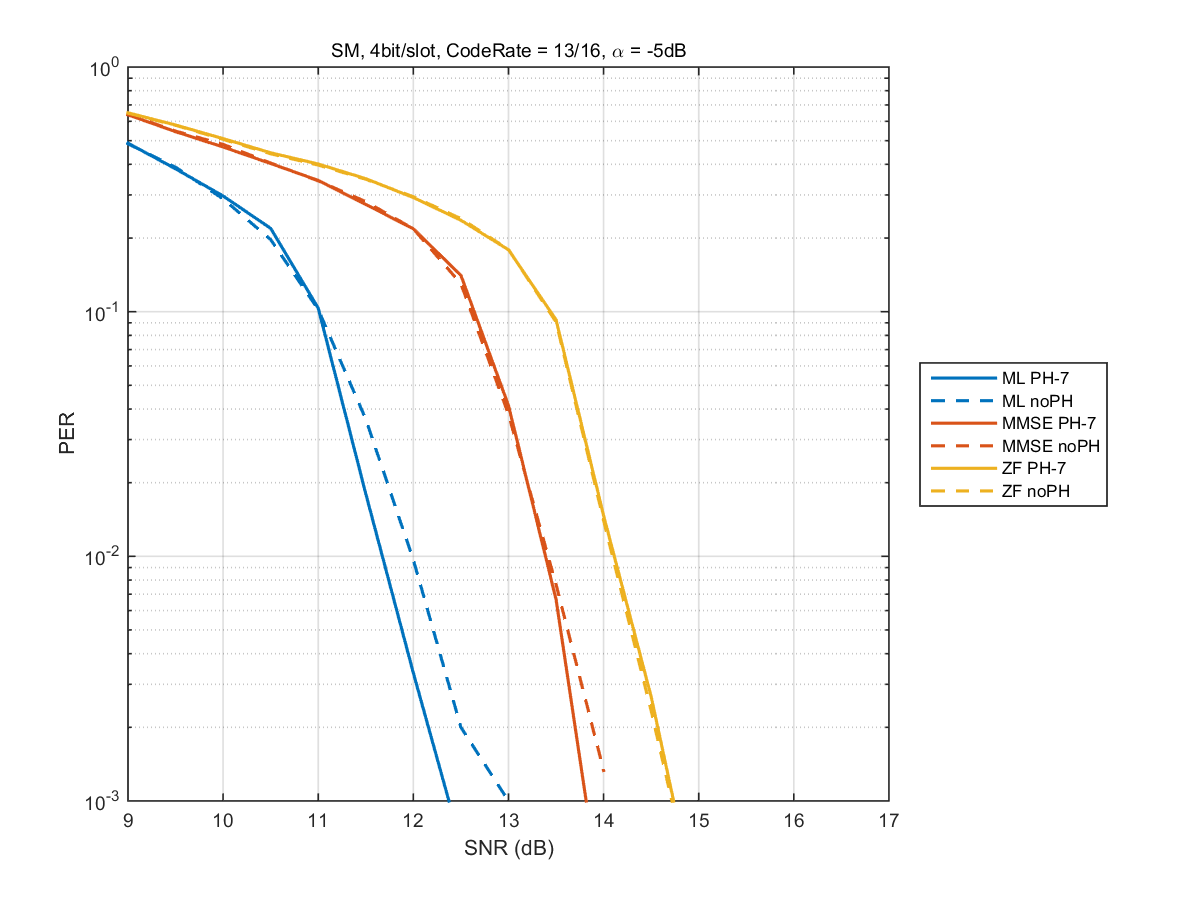 SM, 4bit/slot, CodeRate = 13/16, α = -5dB
10^0
10^-1
10^-2
10^-3
PER
9 10 11 12 13 14 15 16 17
SNR (dB)
ML PH-7
ML noPH
MMSE PH-7
MMSE noPH
ZF PH-7
ZF noPH